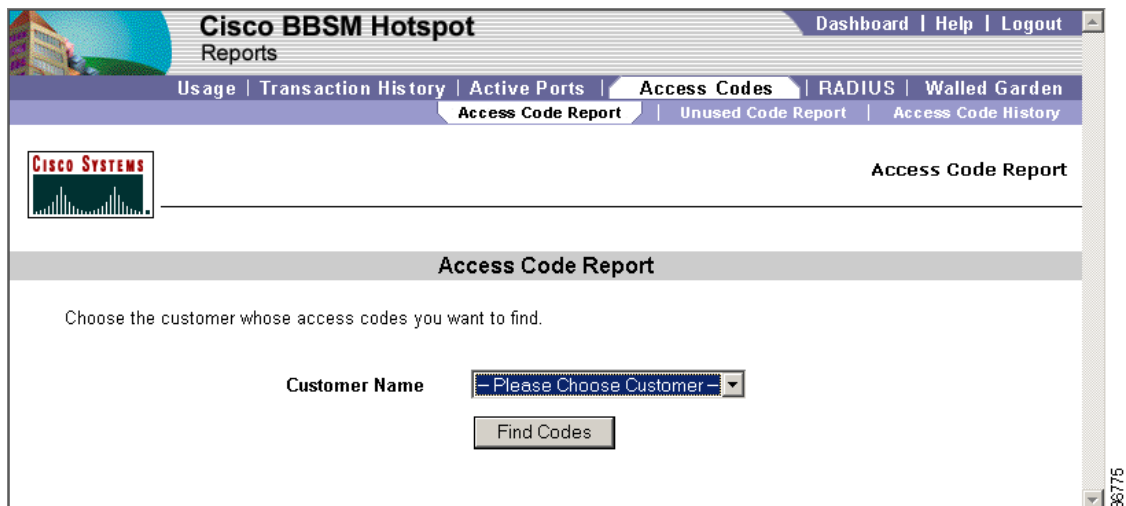 Cisco BBSM Hotspot
Dashboard | Help | Logout
Reports
Usage | Transaction History | Active Ports | Access Codes | RADIUS | Walled Garden
Access Code Report | Unused Code Report | Access Code History
CISCO SYSTEMS
Access Code Report
Access Code Report
Choose the customer whose access codes you want to find.
Customer Name
– Please Choose Customer –
Find Codes
86775